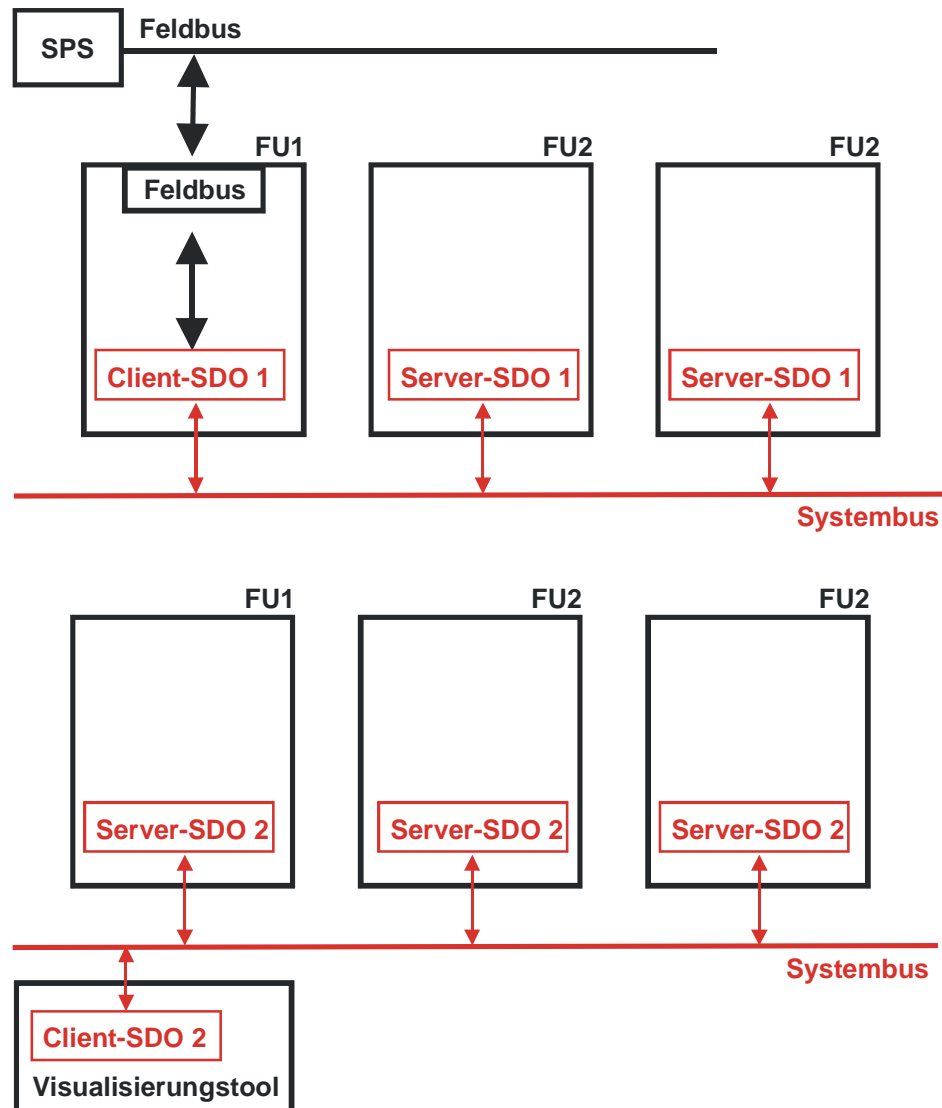 SPS
Feldbus
FU1
FU2
FU2
Feldbus
Client-SDO 1
Server-SDO 1
Server-SDO 1
Systembus
FU1
FU2
FU2
Server-SDO 2
Server-SDO 2
Server-SDO 2
Systembus
Client-SDO 2
Visualisierungstool